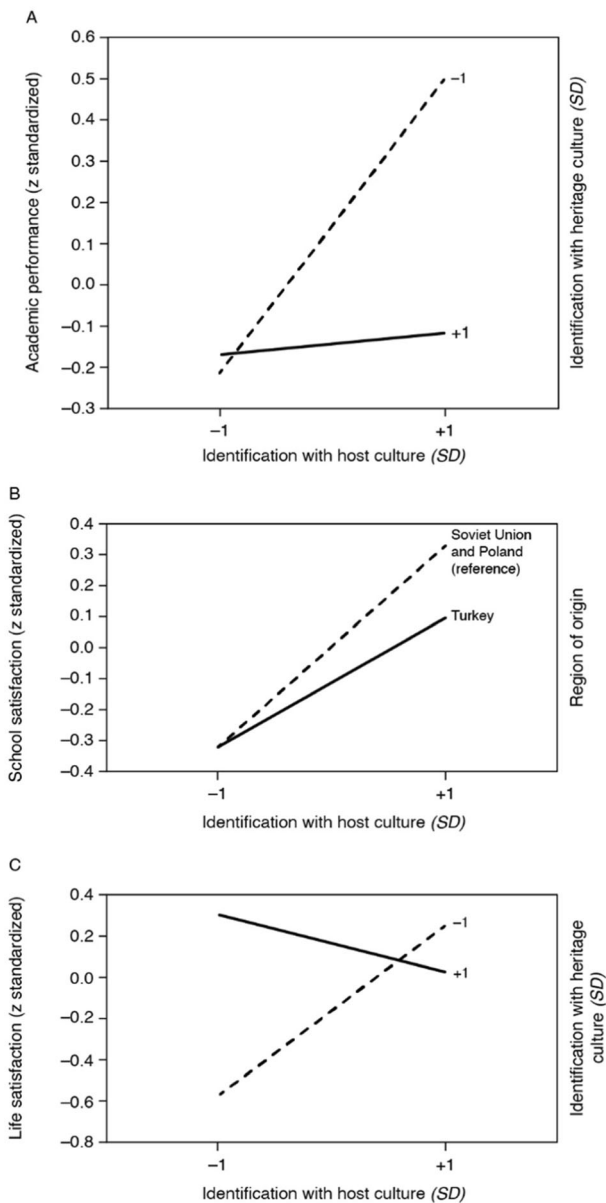 A
Academic performance (z standardized)
0.6
0.5
0.4
0.3
0.2
0.1
0.0
–0.1
–0.2
–0.3
–1
+1
–1
+1
Identification with host culture (SD)
Identification with heritage culture (SD)
B
School satisfaction (z standardized)
0.4
0.3
0.2
0.1
0.0
–0.1
–0.2
–0.3
–0.4
Soviet Union
and Poland
(reference)
Turkey
–1
+1
Identification with host culture (SD)
Region of origin
C
Life satisfaction (z standardized)
0.4
0.2
0.0
–0.2
–0.4
–0.6
–0.8
–1
+1
–1
+1
Identification with host culture (SD)
Identification with heritage
culture (SD)